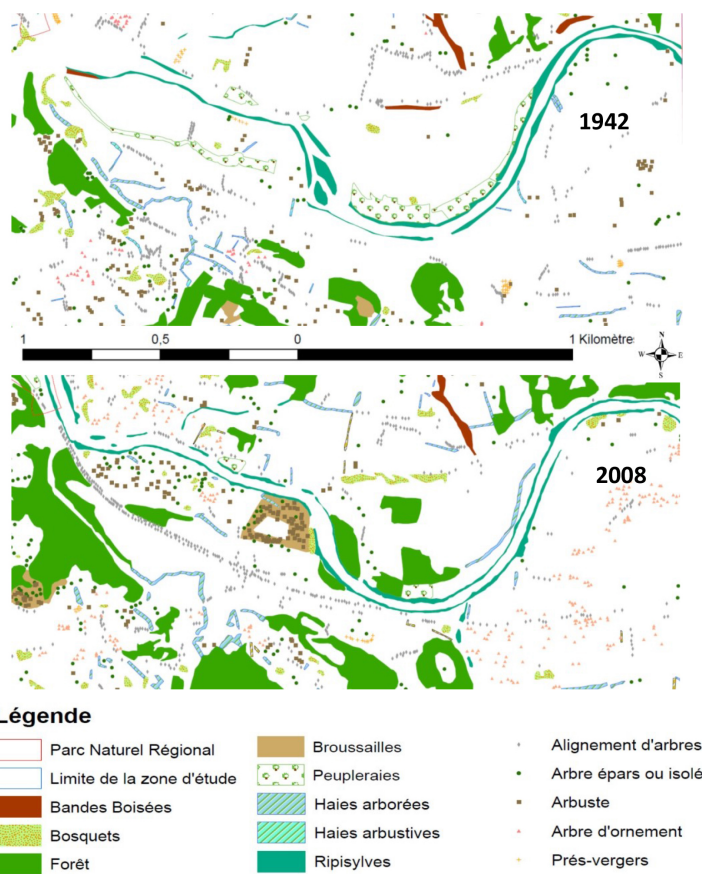 1942
1 0,5 0 1 Kilomètre
N
W E
S
2008
Légende
Parc Naturel Régional
Limite de la zone d'étude
Bandes Boisées
Bosquets
Forêt
Broussailles
Peupleraies
Haies arborées
Haies arbustives
Ripisylves
Alignement d'arbres
Arbre épars ou isolé
Arbuste
Arbre d'ornement
Prés-vergers